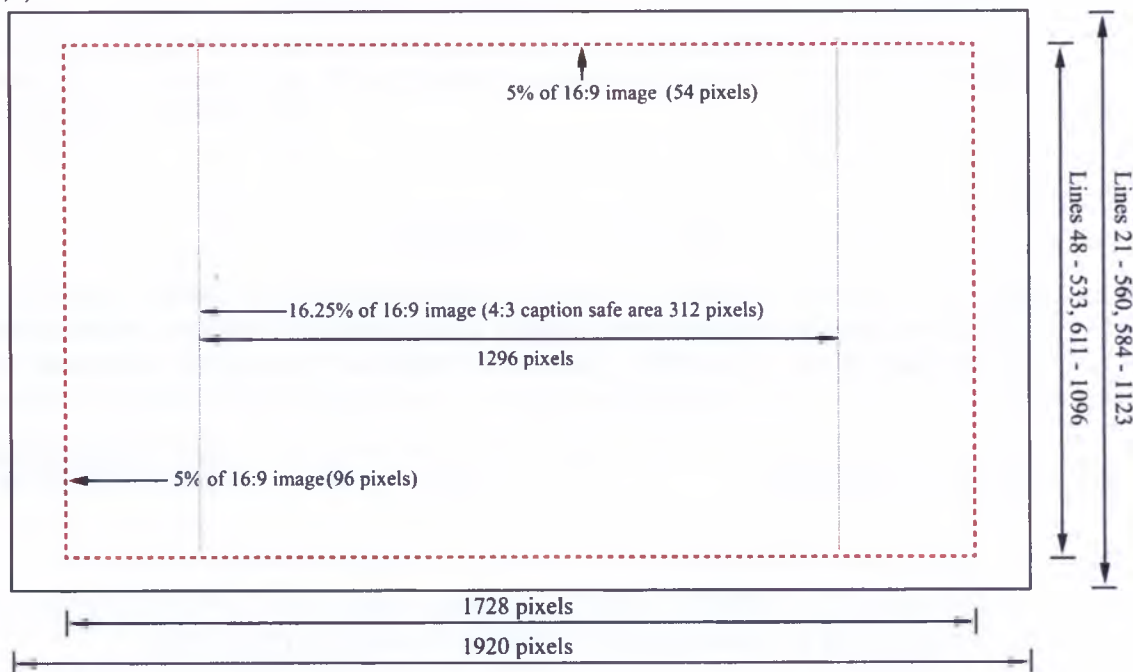 5% of 16:9 image (54 pixels)
16.25% of 16:9 image (4:3 caption safe area 312 pixels)
1296 pixels
5% of 16:9 image(96 pixels)
1728 pixels
1920 pixels
Lines 48 - 533, 611 - 1096
Lines 21 - 560, 584 - 1123